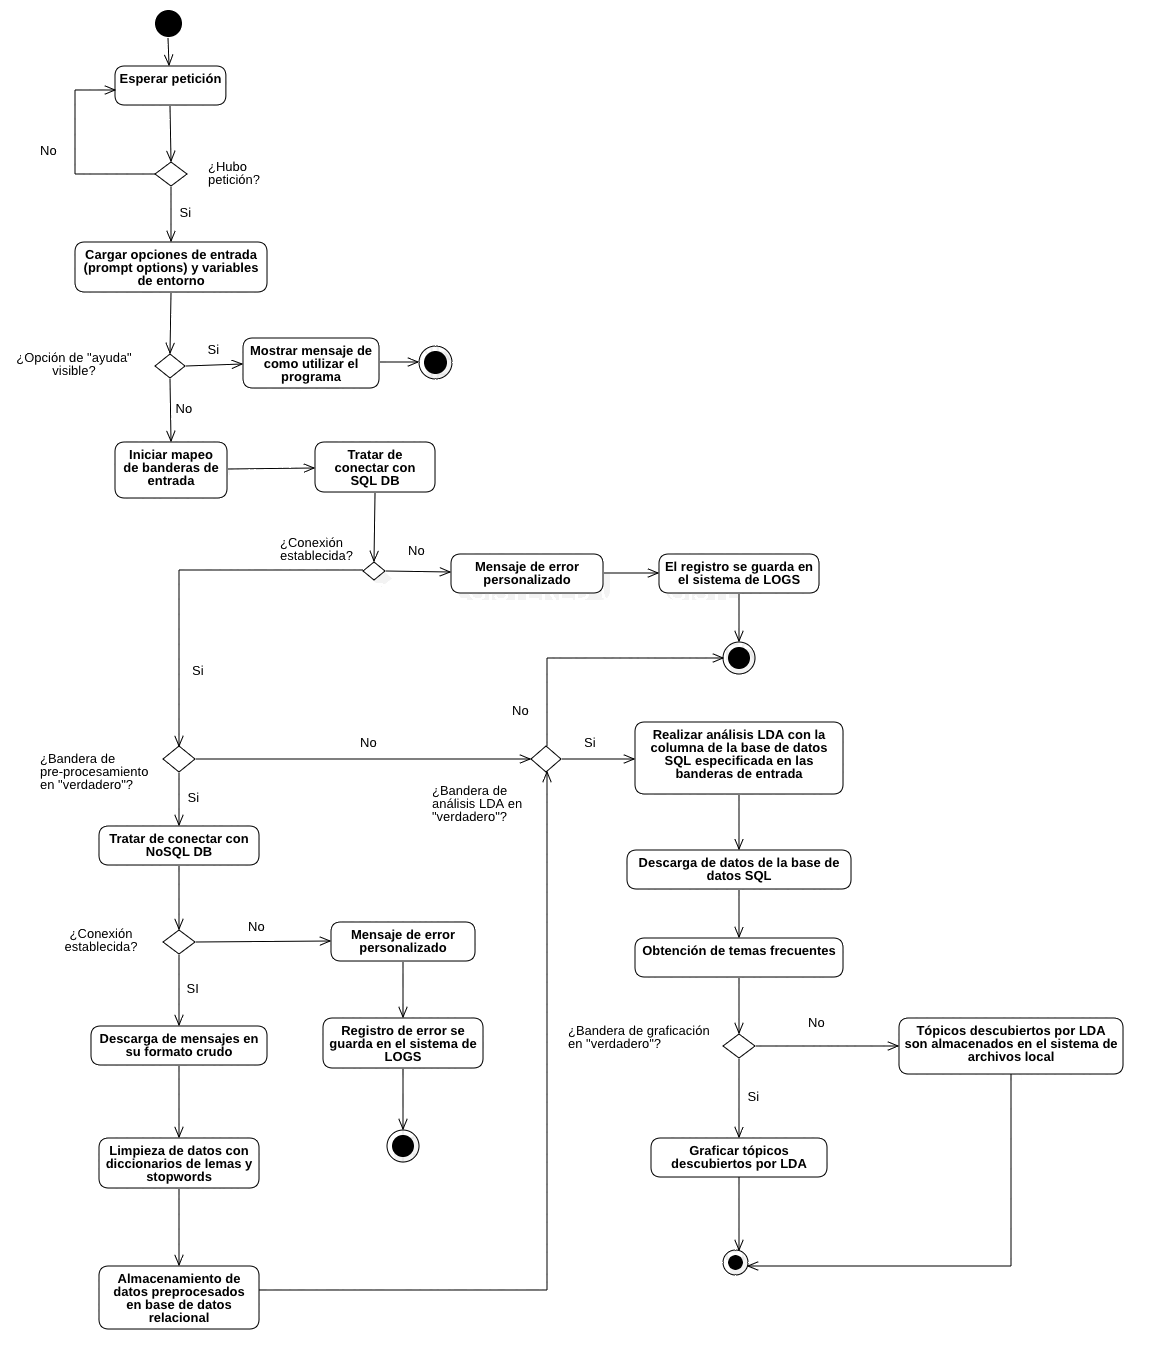 Esperar petición
No
¿Hubo
petición?
Si
Cargar opciones de entrada
(prompt options) y variables
de entorno
¿Opción de "ayuda"
visible?
Si
Mostrar mensaje de
como utilizar el
programa
No
Iniciar mapeo
de banderas de
entrada
Tratar de
conectar con
SQL DB
¿Conexión
establecida?
No
Mensaje de error
personalizado
El registro se guarda en
el sistema de LOGS
Si
No
¿Bandera de
pre-procesamiento
en "verdadero"?
No
Si
¿Bandera de
análisis LDA en
"verdadero"?
Realizar análisis LDA con la
columna de la base de datos
SQL especificada en las
banderas de entrada
Si
Tratar de conectar con
NoSQL DB
Descarga de datos de la base de
datos SQL
¿Conexión
establecida?
No
Mensaje de error
personalizado
Obtención de temas frecuentes
SI
Descarga de mensajes en
su formato crudo
Registro de error se
guarda en el sistema de
LOGS
¿Bandera de graficación
en "verdadero"?
No
Tópicos descubiertos por LDA
son almacenados en el sistema de
archivos local
Si
Limpieza de datos con
diccionarios de lemas y
stopwords
Graficar tópicos
descubiertos por LDA
Almacenamiento de
datos preprocesados
en base de datos
relacional